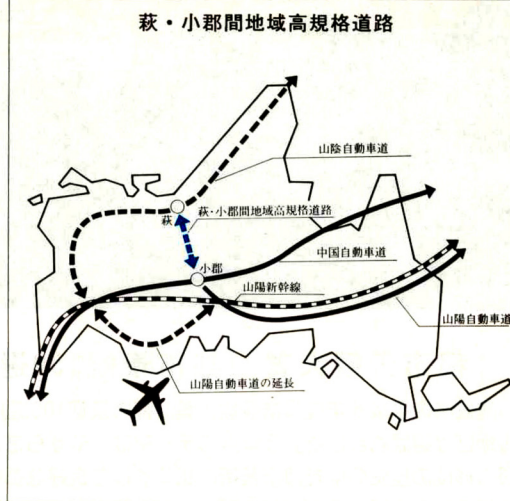 萩・小郡間地域高規格道路
山陰自動車道
萩
萩・小郡間地域高規格道路
小郡
中国自動車道
山陽新幹線
山陽自動車道
山陽自動車道の延長